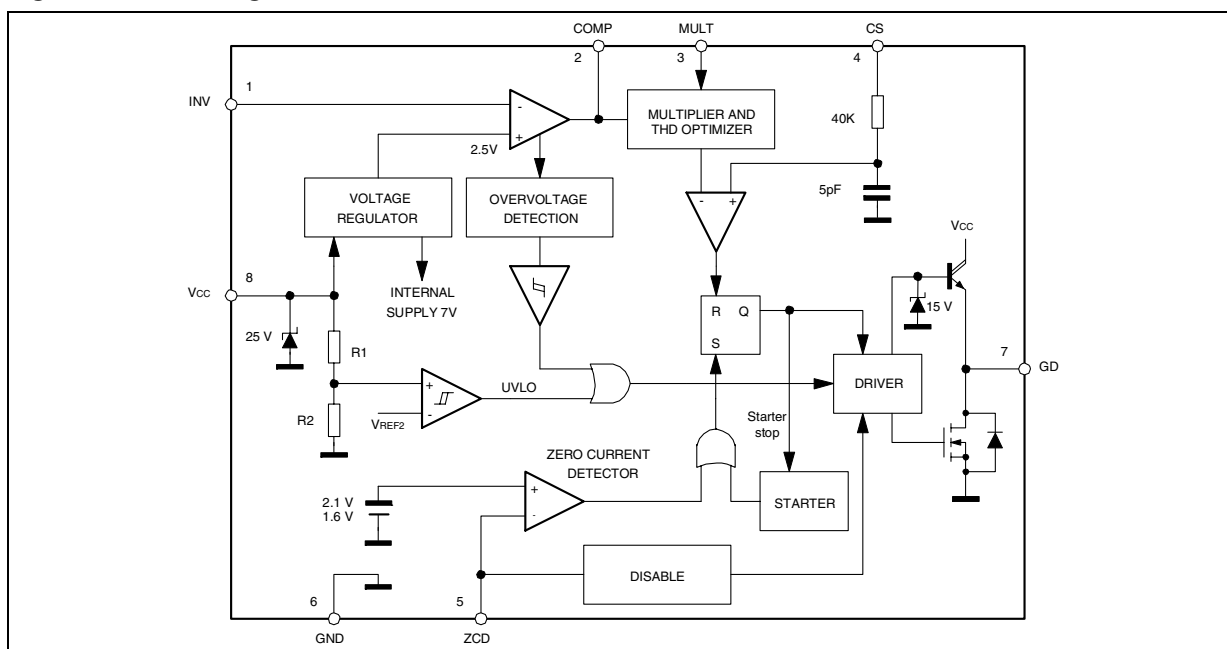 COMP
MULT
CS
2
3
4
1
INV
-
+
2.5V
MULTIPLIER AND
THD OPTIMIZER
40K
5pF
VOLTAGE
REGULATOR
OVERVOLTAGE
DETECTION
-
+
VCC
8
VCC
INTERNAL
SUPPLY 7V
25 V
R1
R Q
S
15 V
7
GD
DRIVER
UVLO
+
-
R2
VREF2
Starter
stop
ZERO CURRENT
DETECTOR
+
-
2.1 V
1.6 V
STARTER
DISABLE
6
5
GND
ZCD